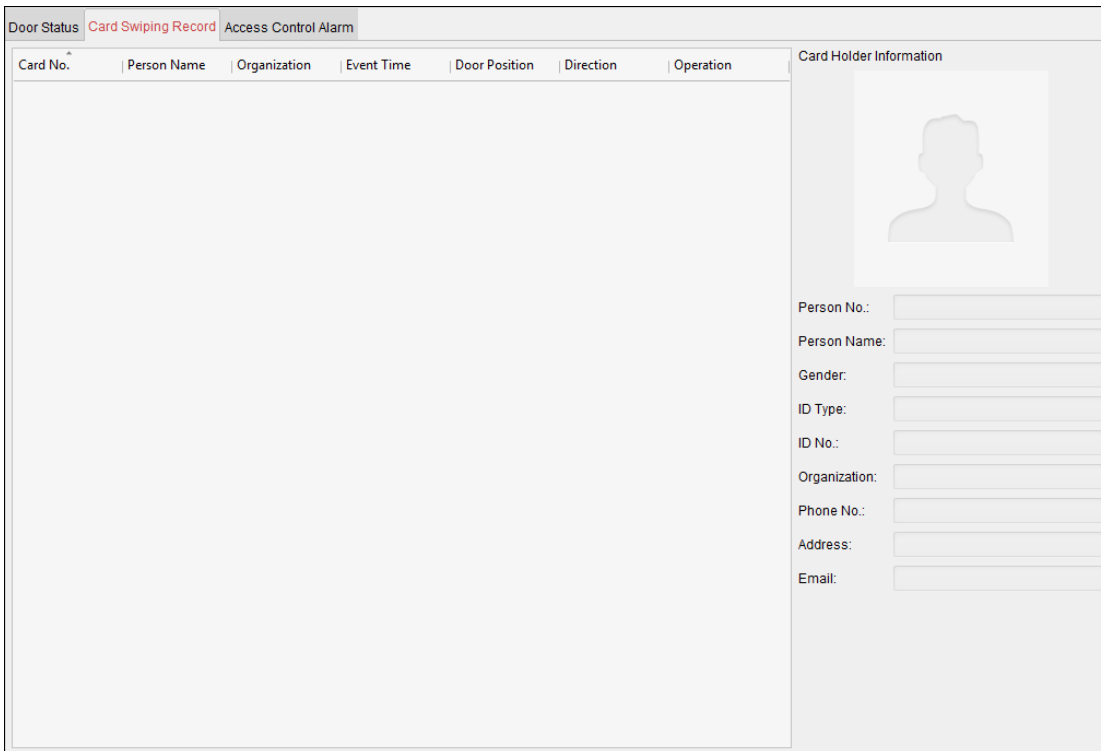 Door Status Card Swiping Record Access Control Alarm
Card No. Person Name Organization Event Time Door Position Direction Operation
Card Holder Information
Person No.:
Person Name:
Gender:
ID Type:
ID No.:
Organization:
Phone No.:
Address:
Email: